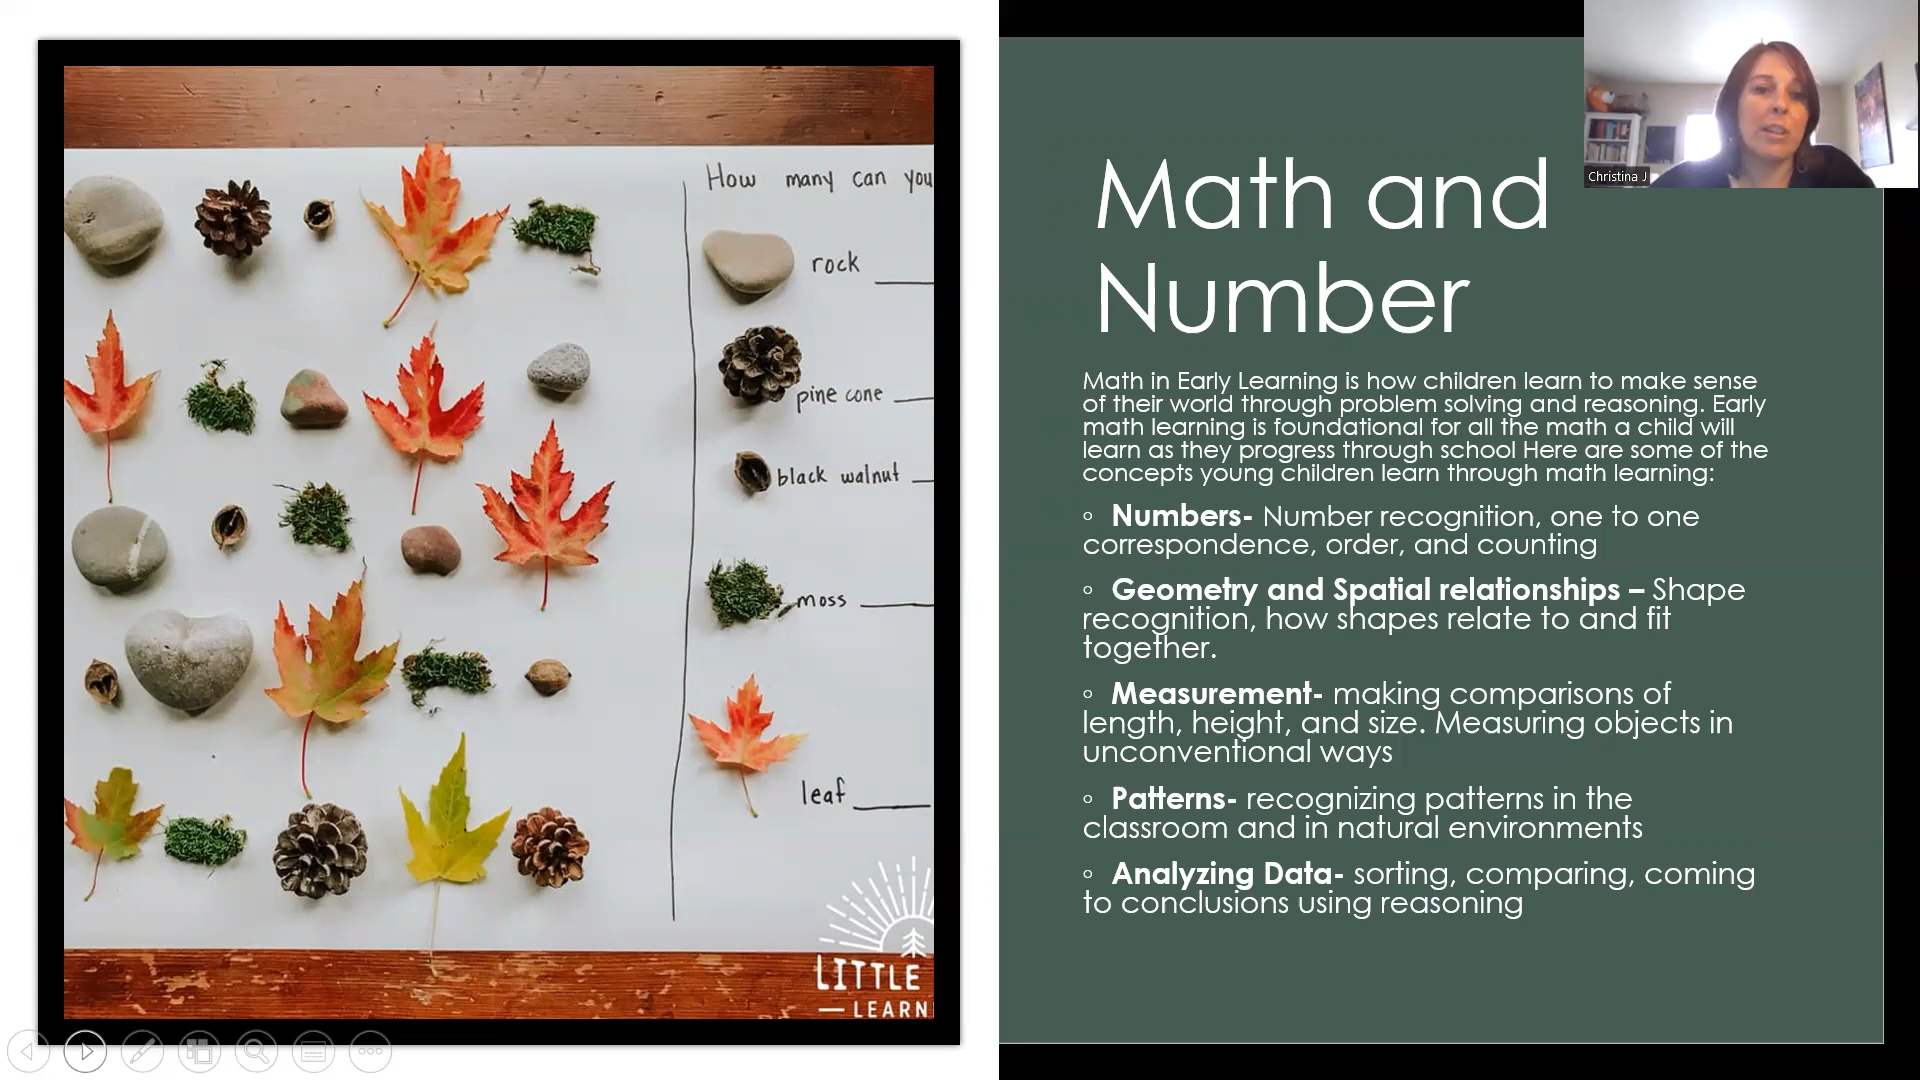 How many can you
rock
pine cone
black walnut
moss
leaf
LITTLE
LEARN
Christina J
Math and
Number
Math in Early Learning is how children learn to make sense
of their world through problem solving and reasoning. Early
math learning is foundational for all the math a child will
learn as they progress through school Here are some of the
concepts young children learn through math learning:
◦ Numbers- Number recognition, one to one
correspondence, order, and counting
◦ Geometry and Spatial relationships – Shape
recognition, how shapes relate to and fit
together.
◦ Measurement- making comparisons of
length, height, and size. Measuring objects in
unconventional ways
◦ Patterns- recognizing patterns in the
classroom and in natural environments
◦ Analyzing Data- sorting, comparing, coming
to conclusions using reasoning